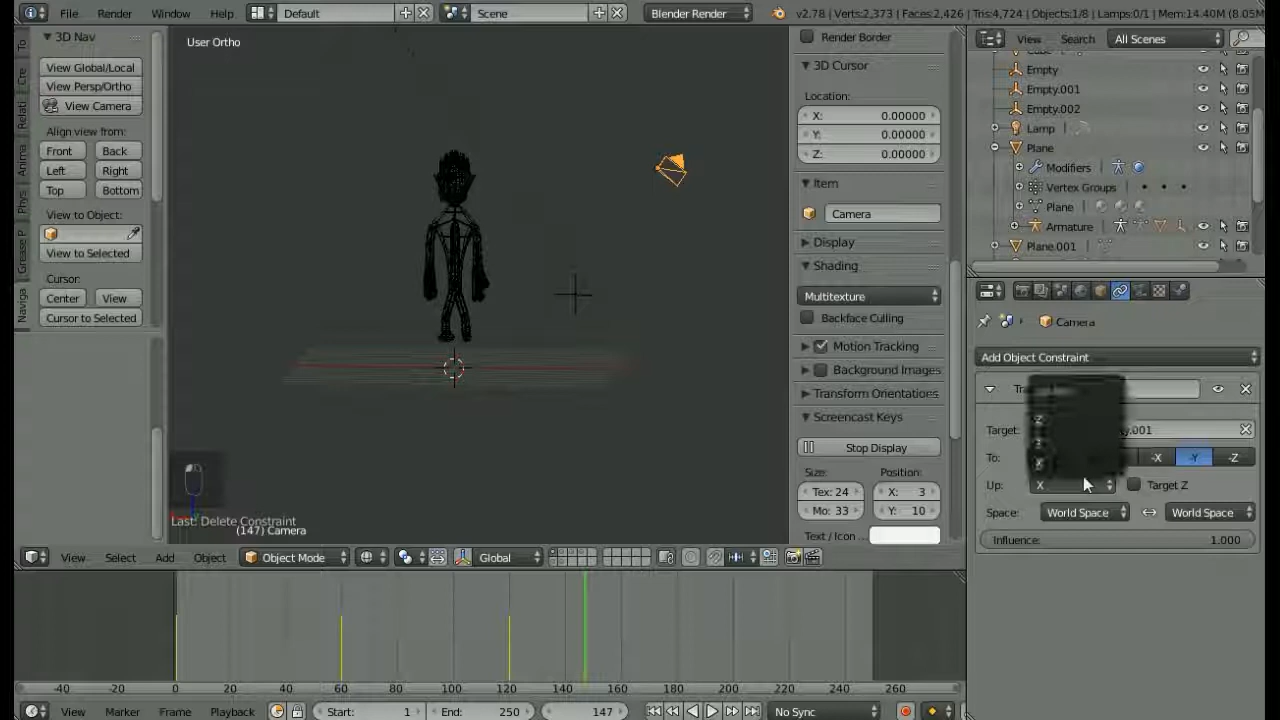 File Render Window Help Default Scene Blender Render v2.78 | Verts:2,373 | Faces:2,426 | Tris:4,724 | Objects:1/8 | Lamps:0/1 | Mem:14.40M (8.05M
3D Nav
View Global/Local
View Persp/Ortho
View Camera
Align view from:
Front Back
Left Right
Top Bottom
View to Object:
View to Selected
Cursor:
Center View
Cursor to Selected
To
Cre
Relati
Anima
Phys
Grease P
Naviga
User Ortho
Last: Delete Constraint
(147) Camera
Render Border
3D Cursor
Location:
X: 0.00000
Y: 0.00000
Z: 0.00000
Item
Camera
Display
Shading
Multitexture
Backface Culling
Motion Tracking
Background Images
Transform Orientations
Screencast Keys
Stop Display
Size: Position:
Tex: 24 X: 3
Mo: 33 Y: 10
Text / Icon ...
View Search All Scenes
Empty
Empty.001
Empty.002
Lamp
Plane
Modifiers
Vertex Groups
Plane
Armature
Plane.001
Camera
Add Object Constraint
Target:
To: -X -Y -Z
Up: X Target Z
Space: World Space World Space
Influence: 1.000
View Select Add Object Object Mode Global
-40 -20 0 20 40 60 80 100 120 140 160 180 200 220 240 260
View Marker Frame Playback Start: 1 End: 250 147 No Sync